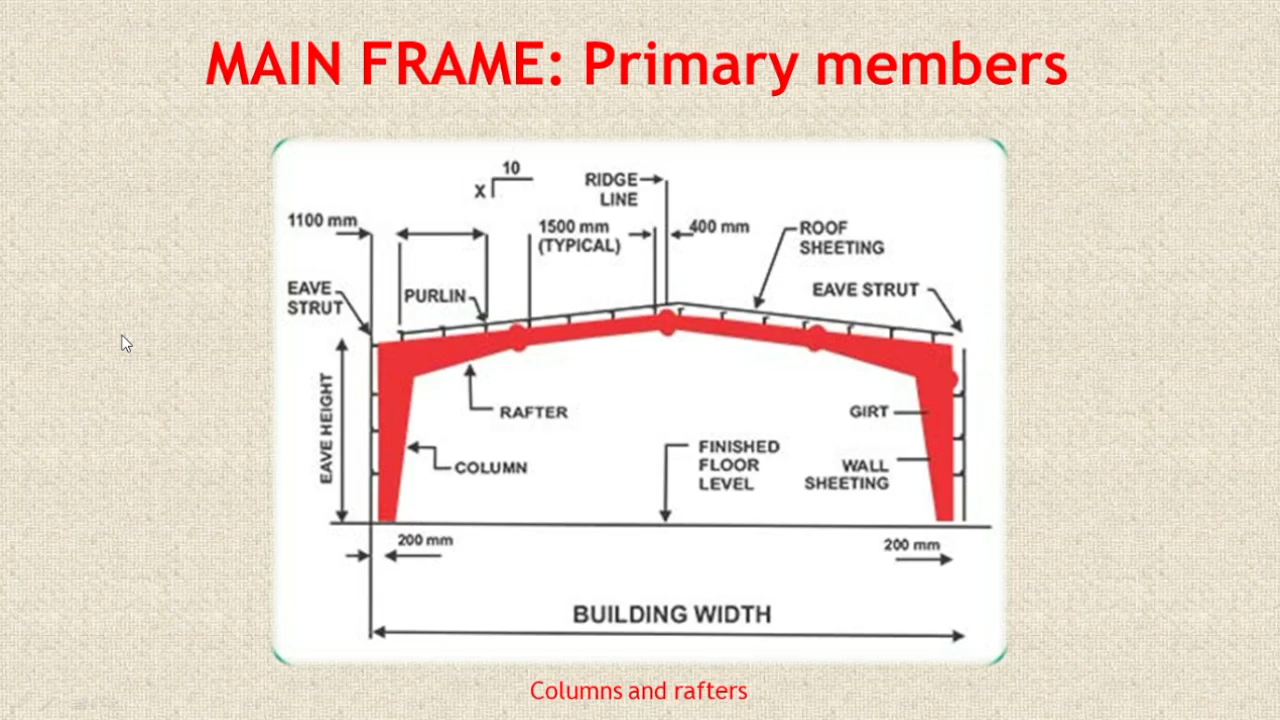 MAIN FRAME: Primary members
10
X
RIDGE
LINE
1100 mm
1500 mm
(TYPICAL)
400 mm
ROOF
SHEETING
EAVE
STRUT
PURLIN
EAVE STRUT
EAVE HEIGHT
RAFTER
GIRT
COLUMN
FINISHED
FLOOR
LEVEL
WALL
SHEETING
200 mm
200 mm
BUILDING WIDTH
Columns and rafters